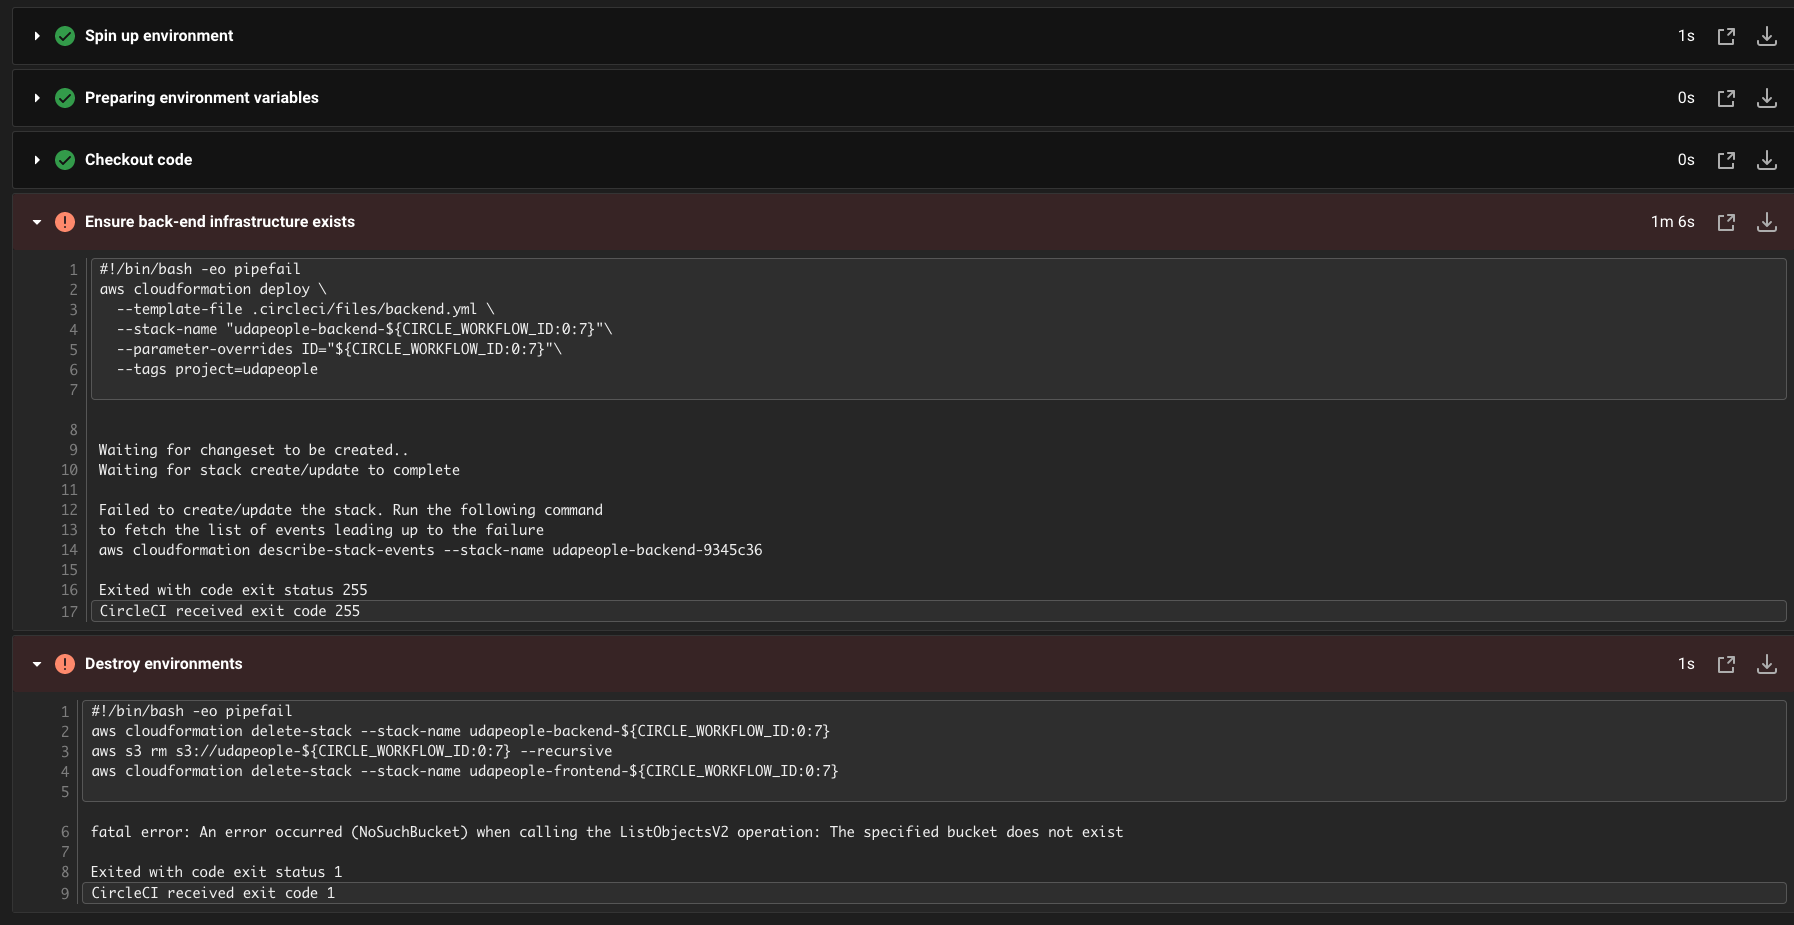 Spin up environment 1s
Preparing environment variables 0s
Checkout code 0s
Ensure back-end infrastructure exists 1m 6s
1 #!/bin/bash -eo pipefail
2 aws cloudformation deploy \
3   --template-file .circleci/files/backend.yml \
4   --stack-name "udapeople-backend-${CIRCLE_WORKFLOW_ID:0:7}"\
5   --parameter-overrides ID="${CIRCLE_WORKFLOW_ID:0:7}"\
6   --tags project=udapeople
7
8
9 Waiting for changeset to be created..
10 Waiting for stack create/update to complete
11
12 Failed to create/update the stack. Run the following command
13 to fetch the list of events leading up to the failure
14 aws cloudformation describe-stack-events --stack-name udapeople-backend-9345c36
15
16 Exited with code exit status 255
17 CircleCI received exit code 255
Destroy environments 1s
1 #!/bin/bash -eo pipefail
2 aws cloudformation delete-stack --stack-name udapeople-backend-${CIRCLE_WORKFLOW_ID:0:7}
3 aws s3 rm s3://udapeople-${CIRCLE_WORKFLOW_ID:0:7} --recursive
4 aws cloudformation delete-stack --stack-name udapeople-frontend-${CIRCLE_WORKFLOW_ID:0:7}
5
6 fatal error: An error occurred (NoSuchBucket) when calling the ListObjectsV2 operation: The specified bucket does not exist
7
8 Exited with code exit status 1
9 CircleCI received exit code 1